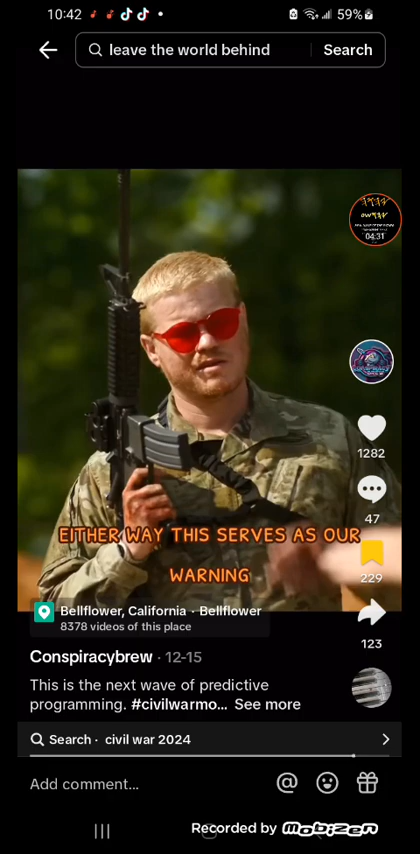 10:42
59%
leave the world behind
Search
04:31
1282
EITHER WAY THIS SERVES AS OUR
WARNING
47
229
Bellflower, California · Bellflower
8378 videos of this place
123
Conspiracybrew · 12-15
This is the next wave of predictive
programming. #civilwarmo... See more
Search · civil war 2024
Add comment...
Recorded by Mobizen